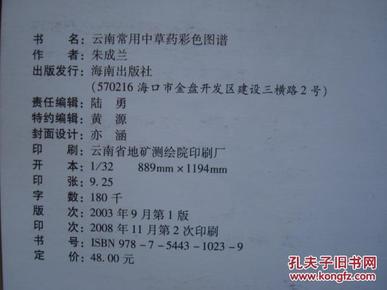 书 名：云南常用中草药彩色图谱
作 者：朱成兰
出版发行：海南出版社
(570216 海口市金盘开发区建设三横路2号)
责任编辑：陆 勇
特约编辑：黄 源
封面设计：亦 涵
印 刷：云南省地矿测绘院印刷厂
开 本：1/32 889mm×1194mm
印 张：9.25
字 数：180千
版 次：2003年9月第1版
印 次：2008年11月第2次印刷
书 号：ISBN 978-7-5443-1023-9
定 价：48.00元
孔夫子旧书网